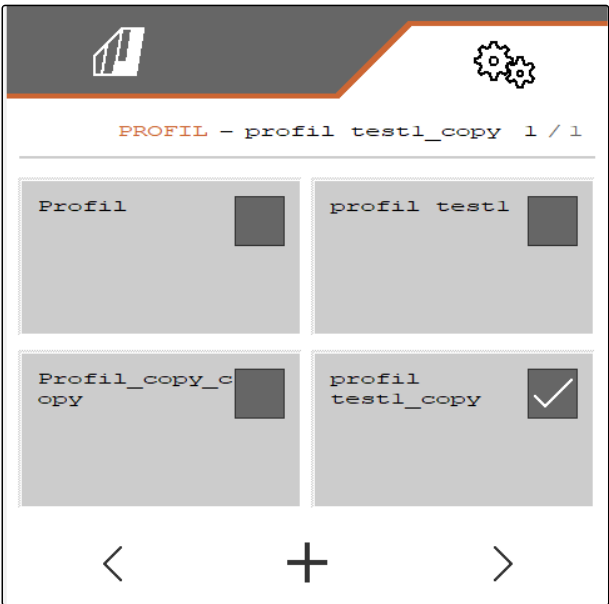 PROFIL – profil test1_copy 1/1
Profil
profil test1
Profil_copy_c
opy
profil
test1_copy